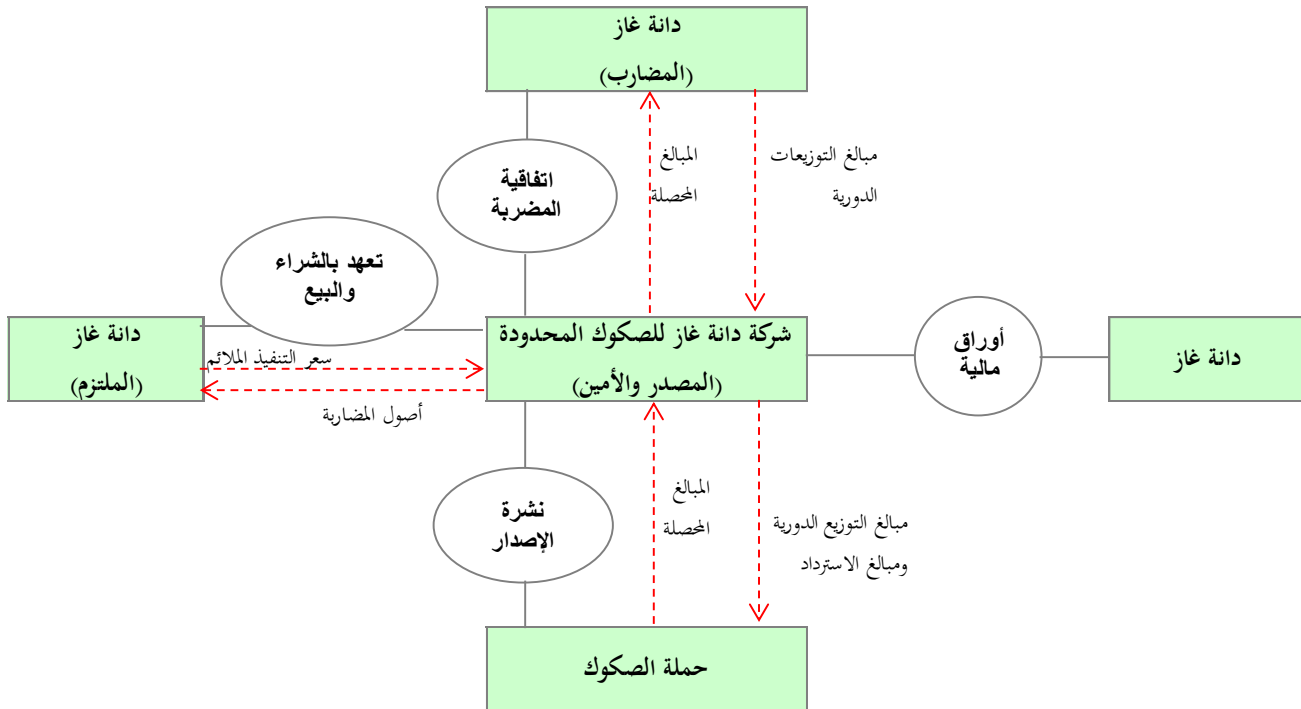 دانة غاز
(المضارب)
مبالغ التوزيعات
الدورية
المبالغ
المحصلة
اتفاقية
المضربة
تعهد بالشراء
والبيع
دانة غاز
(الملتزم)
سعر التنفيذ الملائم
أصول المضاربة
شركة دانة غاز للصكوك المحدودة
(المصدر والأمين)
أوراق
مالية
دانة غاز
نشرة
الإصدار
المبالغ
المحصلة
مبالغ التوزيع الدورية
ومبالغ الاسترداد
حملة الصكوك